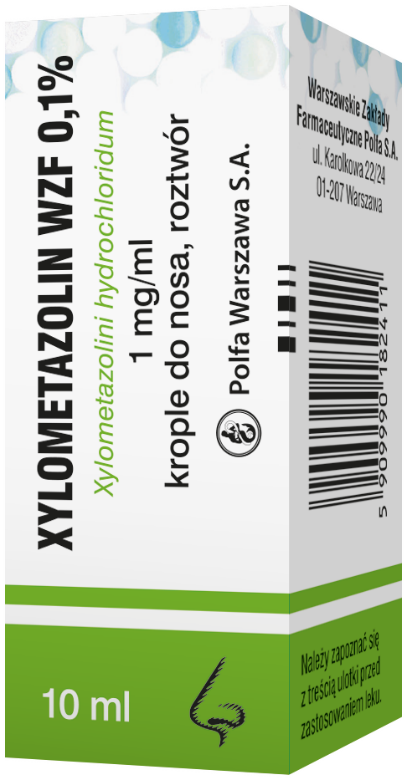 XYLOMETAZOLIN WZF 0,1%
Xylometazolini hydrochloridum
1 mg/ml
krople do nosa, roztwór
Polfa Warszawa S.A.
10 ml
Warszawskie Zakłady
Farmaceutyczne Polfa S.A.
ul. Karolkowa 22/24
01-207 Warszawa
5 909990 182411
Należy zapoznać się
z treścią ulotki przed
zastosowaniem leku.